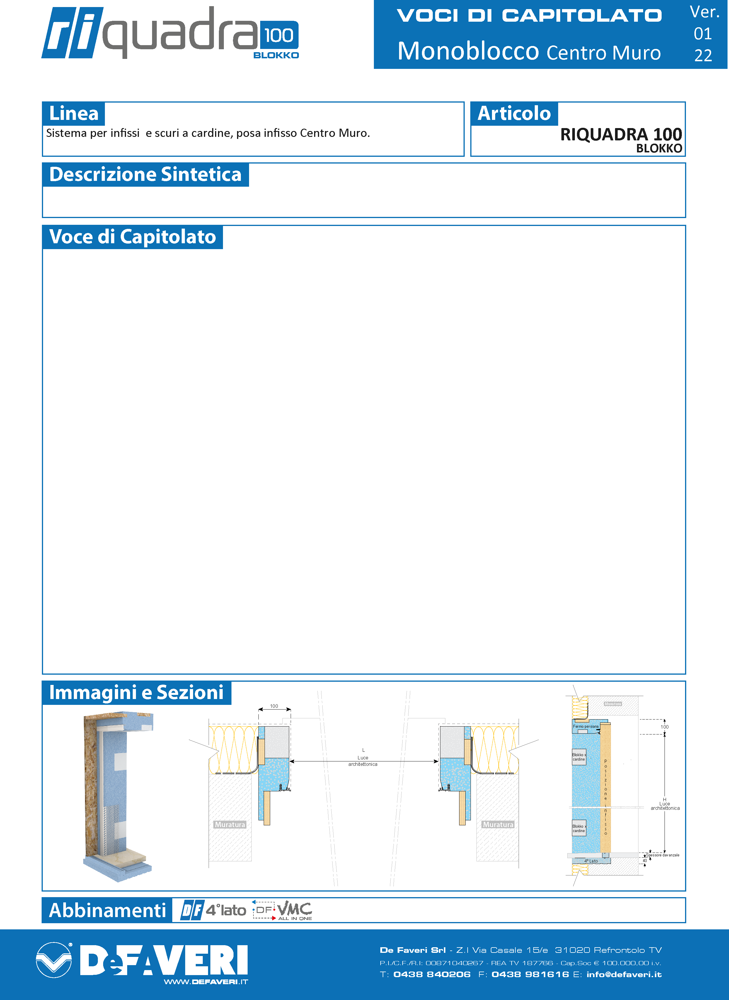 riquadra 100
BLOKKO
VOCI DI CAPITOLATO
Monoblocco Centro Muro
Ver.
01
22
Linea
Sistema per infissi e scuri a cardine, posa infisso Centro Muro.
Articolo
RIQUADRA 100
BLOKKO
Descrizione Sintetica
Voce di Capitolato
Immagini e Sezioni
100
L
Luce
architettonica
Muratura
Muratura
Muratura
Fermo persiana
100
Blokko x
cardine
Posizione infisso
H
Luce
architettonica
Blokko x
cardine
Spessore davanzale
4° Lato
40
Abbinamenti
DF 4°lato
DF VMC
ALL IN ONE
DeFAVERI
®
WWW.DEFAVERI.IT
De Faveri Srl - Z.I Via Casale 15/e 31020 Refrontolo TV
P.I./C.F./R.I: 00871040267 - REA TV 187766 - Cap.Soc € 100.000,00 i.v.
T: 0438 840206 F: 0438 981616 E: info@defaveri.it